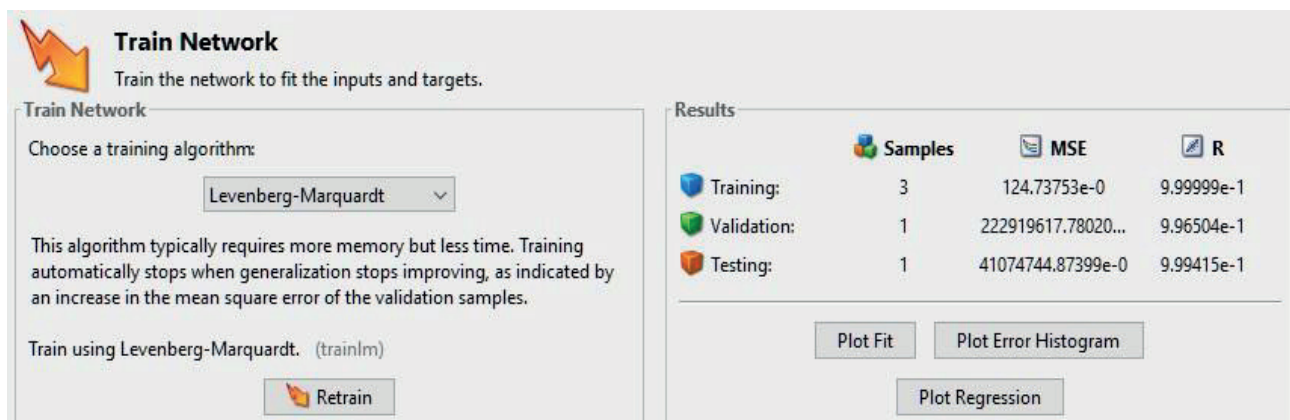 Train Network
Train the network to fit the inputs and targets.
Train Network
Choose a training algorithm:
Levenberg-Marquardt
This algorithm typically requires more memory but less time. Training
automatically stops when generalization stops improving, as indicated by
an increase in the mean square error of the validation samples.
Train using Levenberg-Marquardt. (trainlm)
Retrain
Results
Samples MSE R
Training: 3 124.73753e-0 9.99999e-1
Validation: 1 222919617.78020... 9.96504e-1
Testing: 1 41074744.87399e-0 9.99415e-1
Plot Fit Plot Error Histogram
Plot Regression